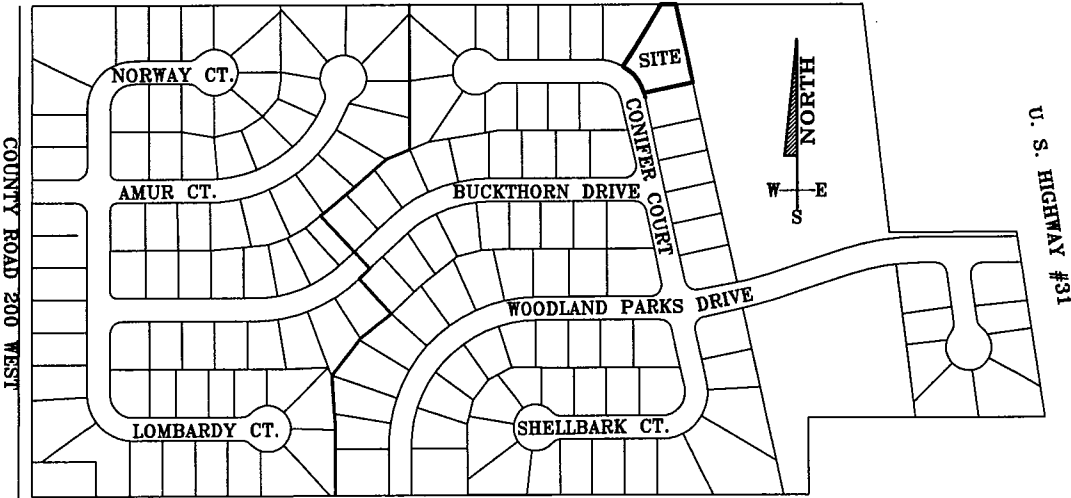 SITE
NORWAY CT.
NORTH
W E
S
CONIFER COURT
AMUR CT.
BUCKTHORN DRIVE
U. S. HIGHWAY #31
COUNTY ROAD 200 WEST
WOODLAND PARKS DRIVE
LOMBARDY CT.
SHELLBARK CT.